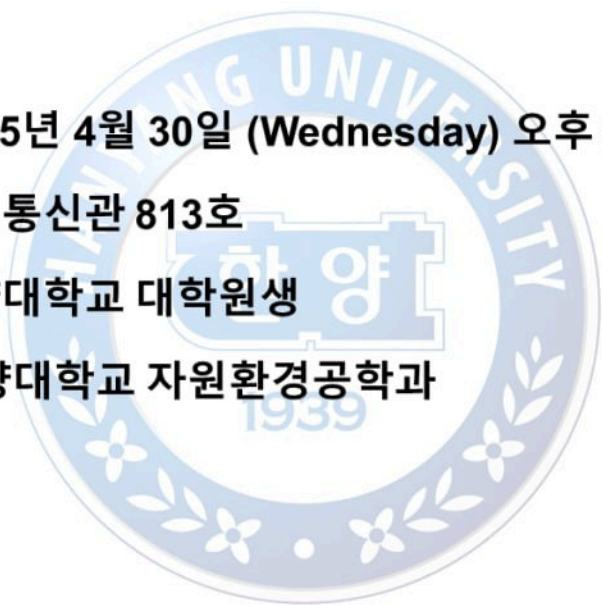 5년 4월 30일 (Wednesday) 오후
통신관 813호
대학교 대학원생
양대학교 자원환경공학과
HANYANG UNIVERSITY
한양
1939